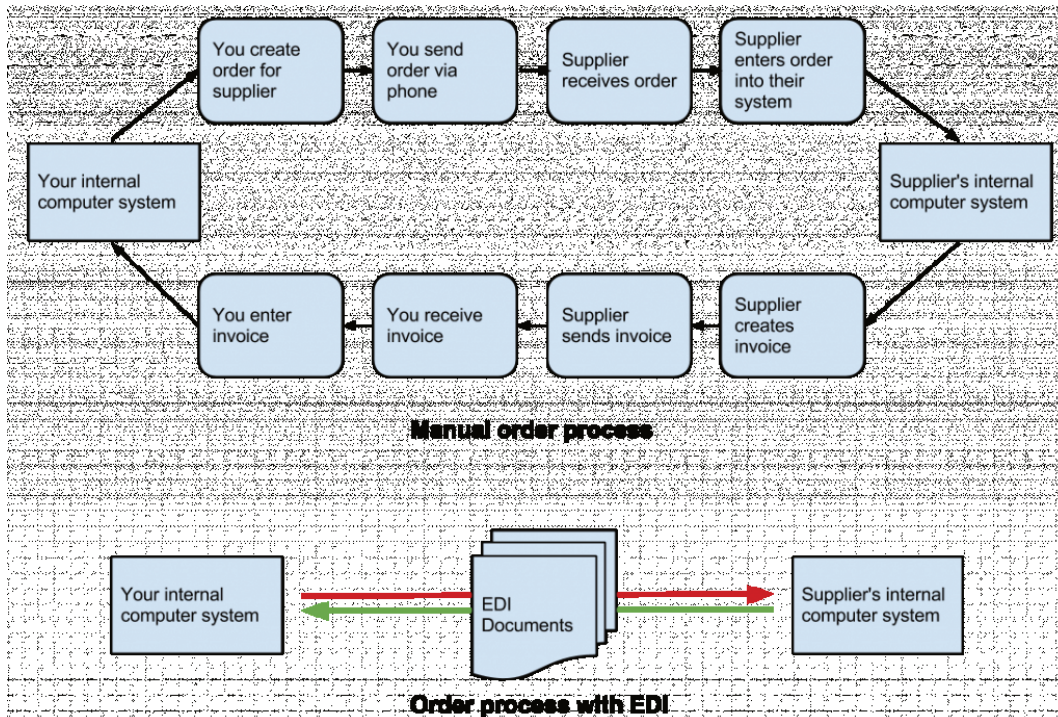 You create
order for
supplier
You send
order via
phone
Supplier
receives order
Supplier
enters order
into their
system
Your internal
computer system
Supplier's internal
computer system
You enter
invoice
You receive
invoice
Supplier
sends invoice
Supplier
creates
invoice
Manual order process
Your internal
computer system
EDI
Documents
Supplier's internal
computer system
Order process with EDI